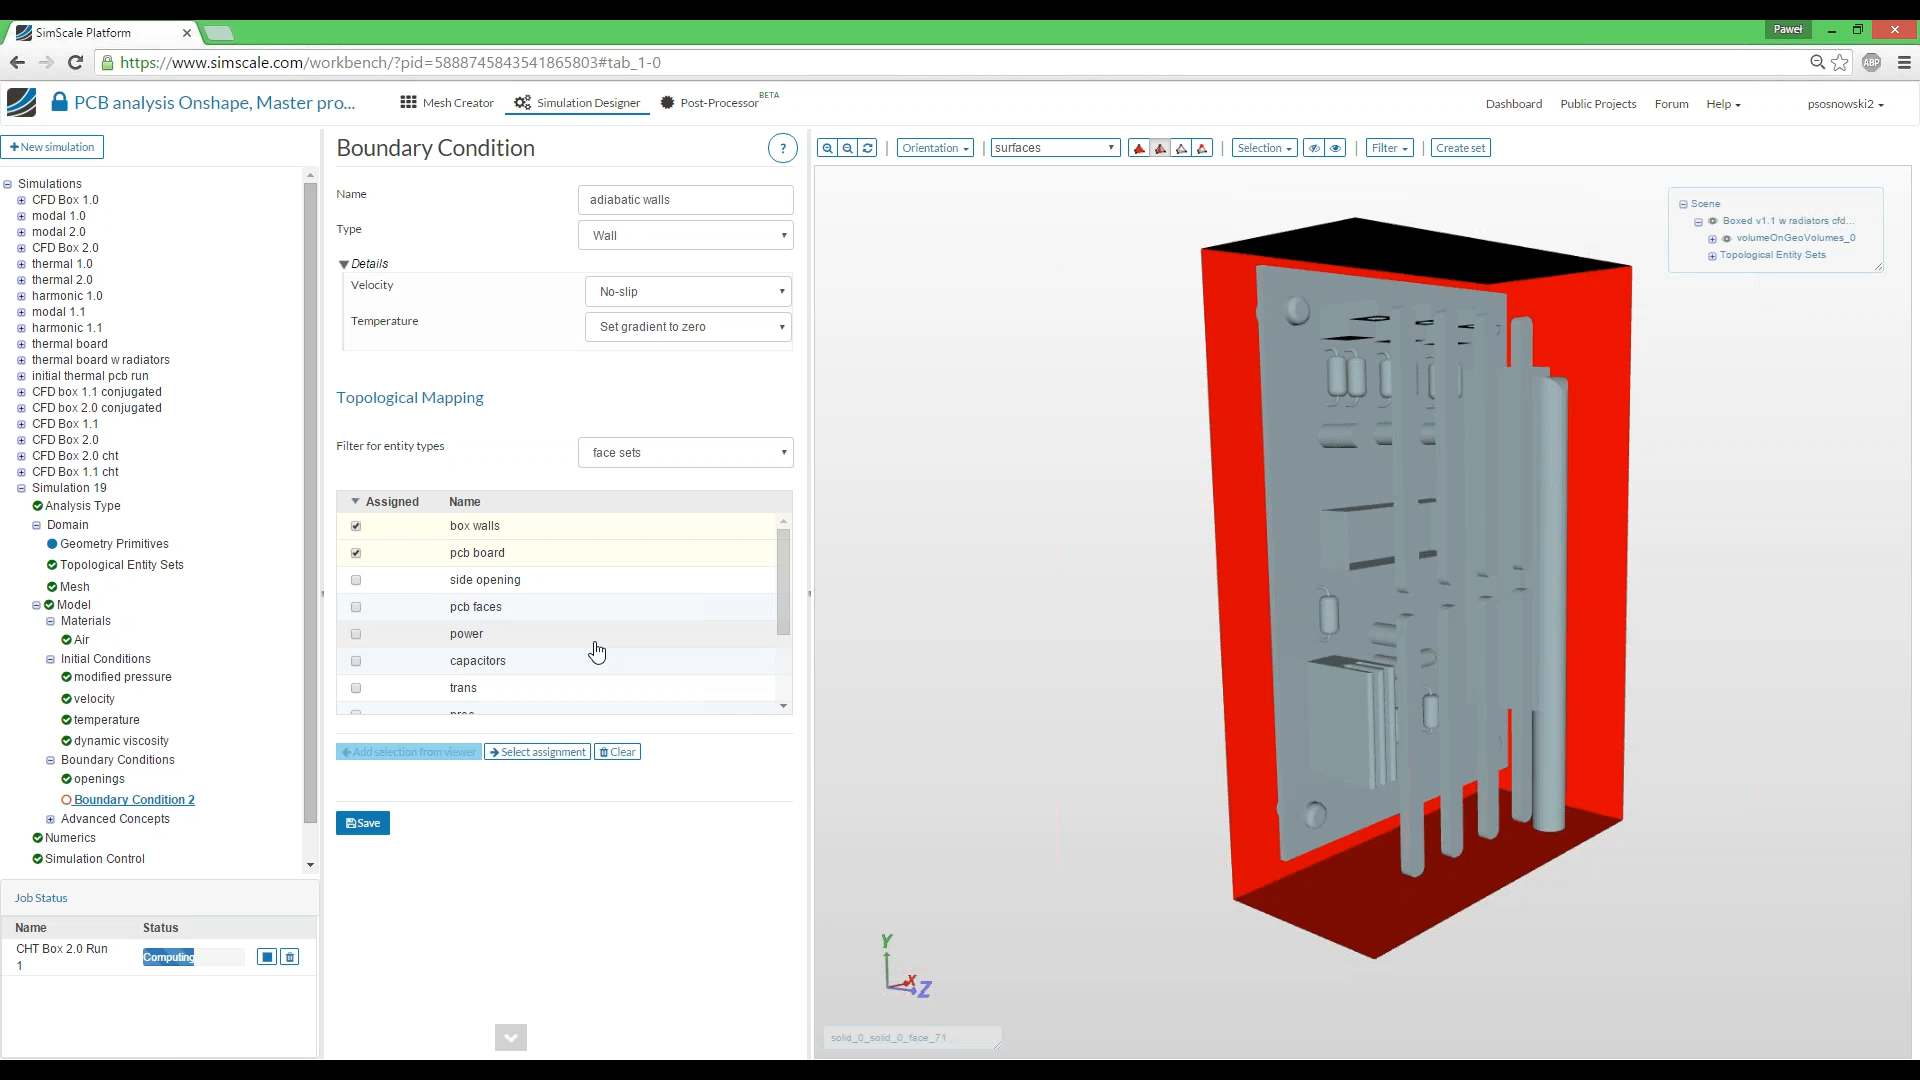 SimScale Platform
Paweł
https://www.simscale.com/workbench/?pid=5888745843541865803#tab_1-0
ABP
PCB analysis Onshape, Master pro...
Mesh Creator
Simulation Designer
Post-Processor
BETA
Dashboard
Public Projects
Forum
Help
psosnowski2
New simulation
Simulations
CFD Box 1.0
modal 1.0
modal 2.0
CFD Box 2.0
thermal 1.0
thermal 2.0
harmonic 1.0
modal 1.1
harmonic 1.1
thermal board
thermal board w radiators
initial thermal pcb run
CFD box 1.1 conjugated
CFD box 2.0 conjugated
CFD Box 1.1
CFD Box 2.0
CFD Box 2.0 cht
CFD Box 1.1 cht
Simulation 19
Analysis Type
Domain
Geometry Primitives
Topological Entity Sets
Mesh
Model
Materials
Air
Initial Conditions
modified pressure
velocity
temperature
dynamic viscosity
Boundary Conditions
openings
Boundary Condition 2
Advanced Concepts
Numerics
Simulation Control
Job Status
Name Status
CHT Box 2.0 Run
1
Computing
Boundary Condition
?
Name
adiabatic walls
Type
Wall
Details
Velocity
No-slip
Temperature
Set gradient to zero
Topological Mapping
Filter for entity types
face sets
Assigned Name
box walls
pcb board
side opening
pcb faces
power
capacitors
trans
Add selection from viewer
Select assignment
Clear
Save
Orientation
surfaces
Selection
Filter
Create set
Scene
Boxed v1.1 w radiators cfd...
volumeOnGeoVolumes_0
Topological Entity Sets
Y
X
Z
solid_0_solid_0_face_71